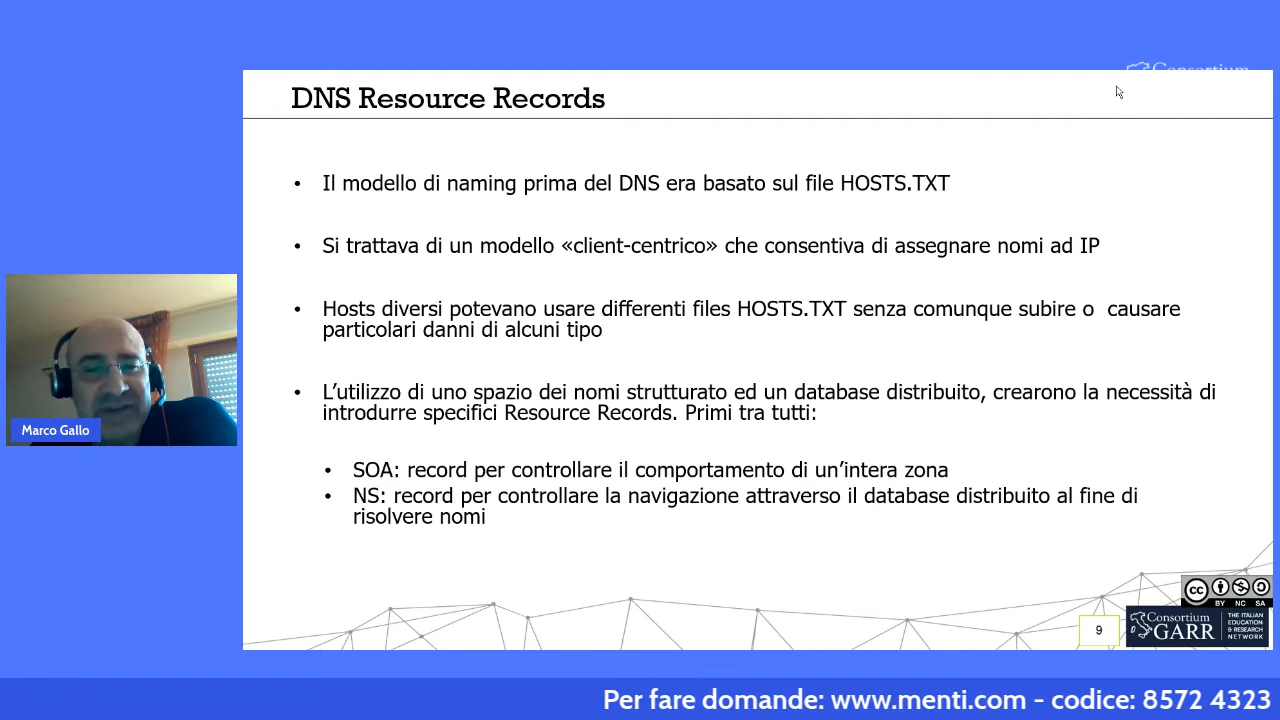 Consortium
DNS Resource Records
• Il modello di naming prima del DNS era basato sul file HOSTS.TXT
• Si trattava di un modello «client-centrico» che consentiva di assegnare nomi ad IP
• Hosts diversi potevano usare differenti files HOSTS.TXT senza comunque subire o causare
particolari danni di alcuni tipo
• L’utilizzo di uno spazio dei nomi strutturato ed un database distribuito, crearono la necessità di
introdurre specifici Resource Records. Primi tra tutti:
• SOA: record per controllare il comportamento di un’intera zona
• NS: record per controllare la navigazione attraverso il database distribuito al fine di
risolvere nomi
Marco Gallo
cc
BY NC SA
9
Consortium
GARR
THE ITALIAN
EDUCATION
& RESEARCH
NETWORK
Per fare domande: www.menti.com - codice: 8572 4323